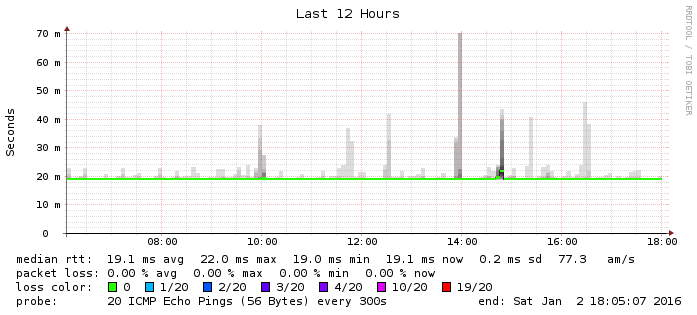 Last 12 Hours
RRDTOOL / TOBI OETIKER
Seconds
70 m
60 m
50 m
40 m
30 m
20 m
10 m
0
08:00 10:00 12:00 14:00 16:00 18:00
median rtt: 19.1 ms avg 22.0 ms max 19.0 ms min 19.1 ms now 0.2 ms sd 77.3 am/s
packet loss: 0.00 % avg 0.00 % max 0.00 % min 0.00 % now
loss color: 0 1/20 2/20 3/20 4/20 10/20 19/20
probe: 20 ICMP Echo Pings (56 Bytes) every 300s end: Sat Jan 2 18:05:07 2016